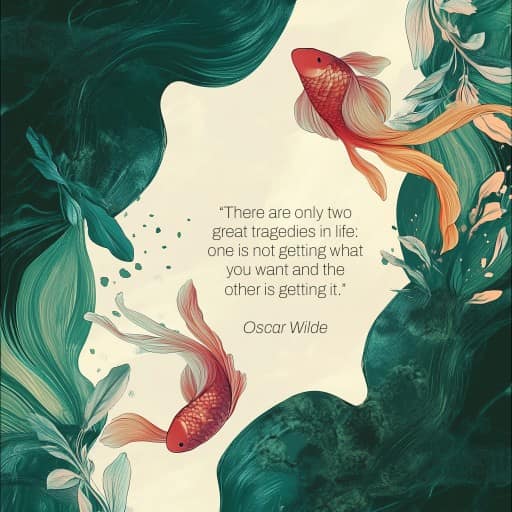 “There are only two
great tragedies in life:
one is not getting what
you want and the
other is getting it.”
Oscar Wilde